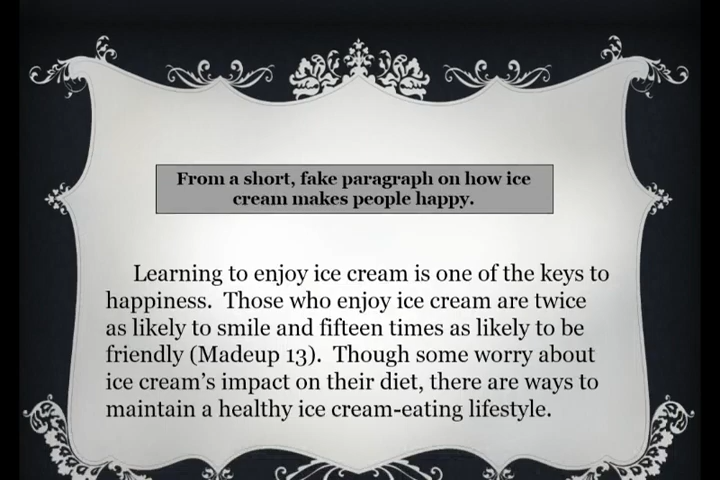 From a short, fake paragraph on how ice
cream makes people happy.
Learning to enjoy ice cream is one of the keys to
happiness.  Those who enjoy ice cream are twice
as likely to smile and fifteen times as likely to be
friendly (Madeup 13).  Though some worry about
ice cream’s impact on their diet, there are ways to
maintain a healthy ice cream-eating lifestyle.